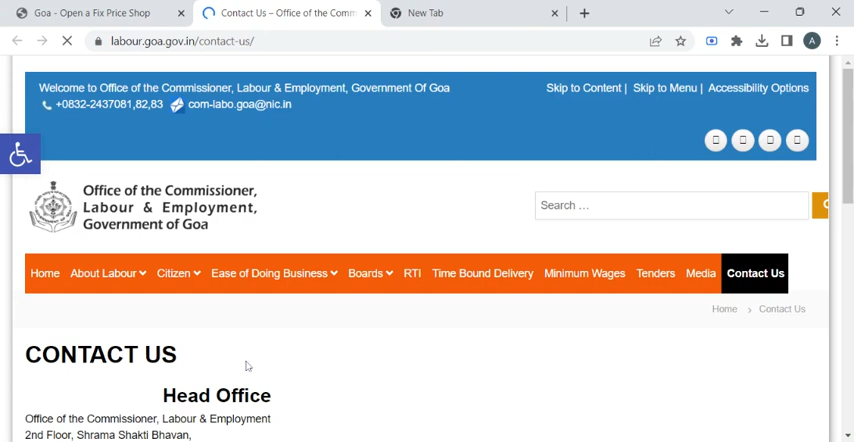 Goa - Open a Fix Price Shop
Contact Us – Office of the Comm
New Tab
labour.goa.gov.in/contact-us/
A
Welcome to Office of the Commissioner, Labour & Employment, Government Of Goa
Skip to Content | Skip to Menu | Accessibility Options
+0832-2437081,82,83 com-labo.goa@nic.in
Office of the Commissioner,
Labour & Employment,
Government of Goa
Search …
Home About Labour Citizen Ease of Doing Business Boards RTI Time Bound Delivery Minimum Wages Tenders Media Contact Us
Home > Contact Us
CONTACT US
Head Office
Office of the Commissioner, Labour & Employment
2nd Floor, Shrama Shakti Bhavan,